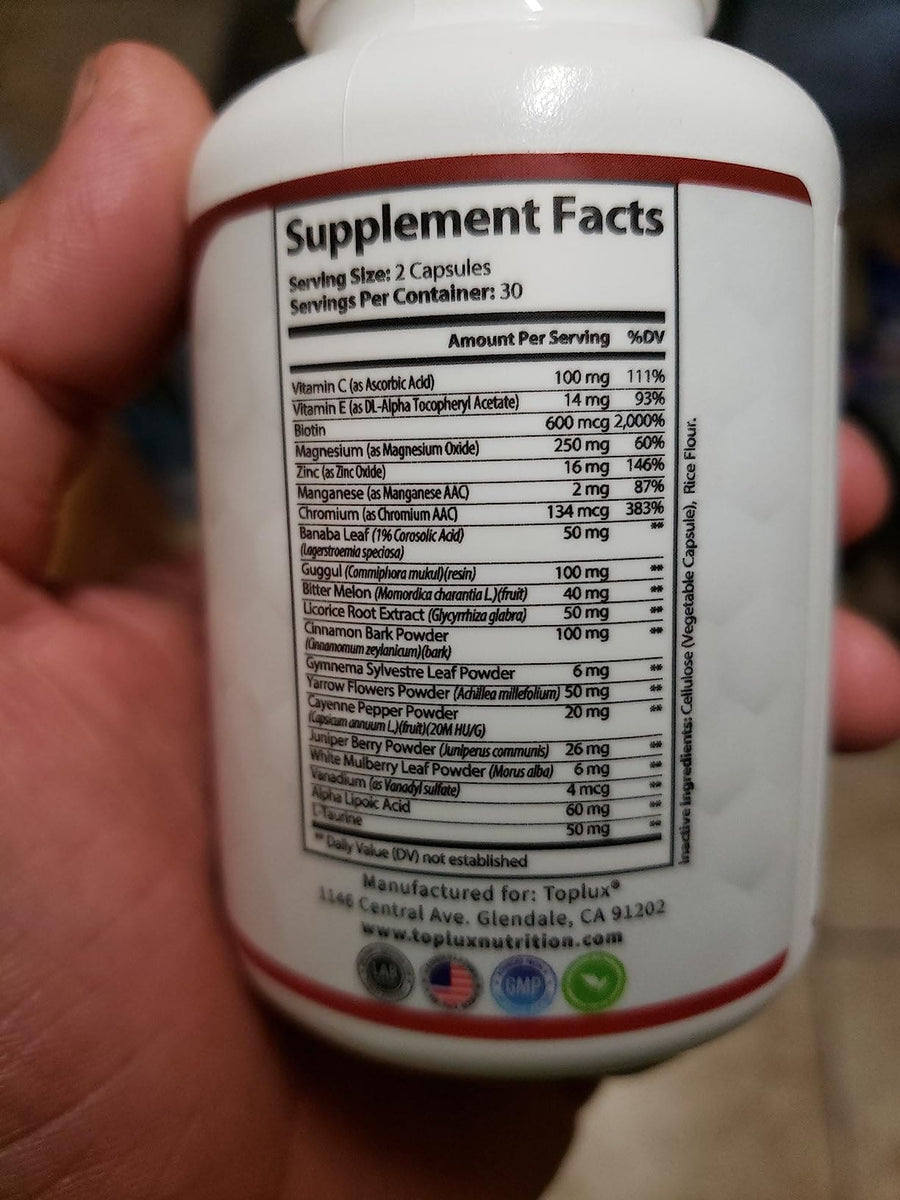 Supplement Facts
Serving Size: 2 Capsules
Servings Per Container: 30
Amount Per Serving %DV
Vitamin C (as Ascorbic Acid) 100 mg 111%
Vitamin E (as DL-Alpha Tocopheryl Acetate) 14 mg 93%
Biotin 600 mcg 2,000%
Magnesium (as Magnesium Oxide) 250 mg 60%
Zinc (as Zinc Oxide) 16 mg 146%
Manganese (as Manganese AAC) 2 mg 87%
Chromium (as Chromium AAC) 134 mcg 383%
Banaba Leaf (1% Corosolic Acid) 50 mg **
(Lagerstroemia speciosa)
Guggul (Commiphora mukul)(resin) 100 mg **
Bitter Melon (Momordica charantia L.)(fruit) 40 mg **
Licorice Root Extract (Glycyrrhiza glabra) 50 mg **
Cinnamon Bark Powder 100 mg **
(Cinnamomum zeylanicum)(bark)
Gymnema Sylvestre Leaf Powder 6 mg **
Yarrow Flowers Powder (Achillea millefolium) 50 mg **
Cayenne Pepper Powder 20 mg **
(Capsicum annuum L.)(fruit)(20M HU/G)
Juniper Berry Powder (Juniperus communis) 26 mg **
White Mulberry Leaf Powder (Morus alba) 6 mg **
Vanadium (as Vanadyl sulfate) 4 mcg **
Alpha Lipoic Acid 60 mg **
L-Taurine 50 mg **
** Daily Value (DV) not established
Inactive Ingredients: Cellulose (Vegetable Capsule), Rice Flour.
Manufactured for: Toplux®
1146 Central Ave. Glendale, CA 91202
www.topluxnutrition.com
LAB
GMP